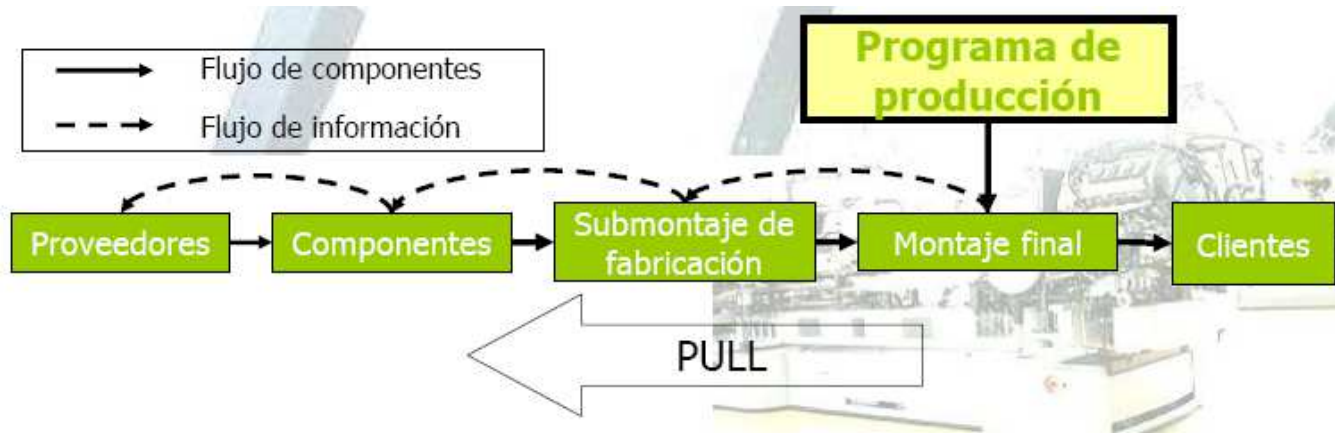 Flujo de componentes
Flujo de información
Programa de
producción
Proveedores
Componentes
Submontaje de
fabricación
Montaje final
Clientes
PULL